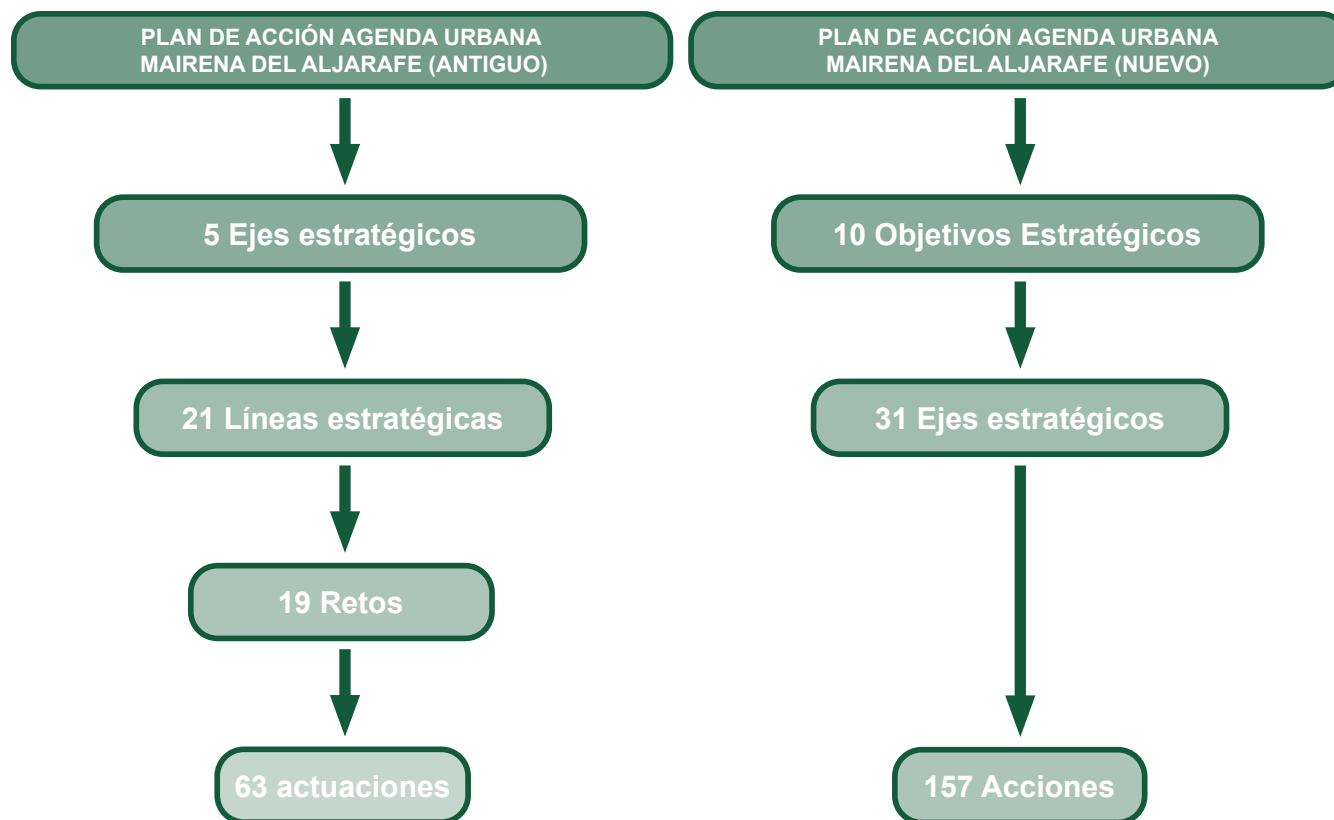 PLAN DE ACCIÓN AGENDA URBANA
MAIRENA DEL ALJARAFE (ANTIGUO)
5 Ejes estratégicos
21 Líneas estratégicas
19 Retos
63 actuaciones
PLAN DE ACCIÓN AGENDA URBANA
MAIRENA DEL ALJARAFE (NUEVO)
10 Objetivos Estratégicos
31 Ejes estratégicos
157 Acciones